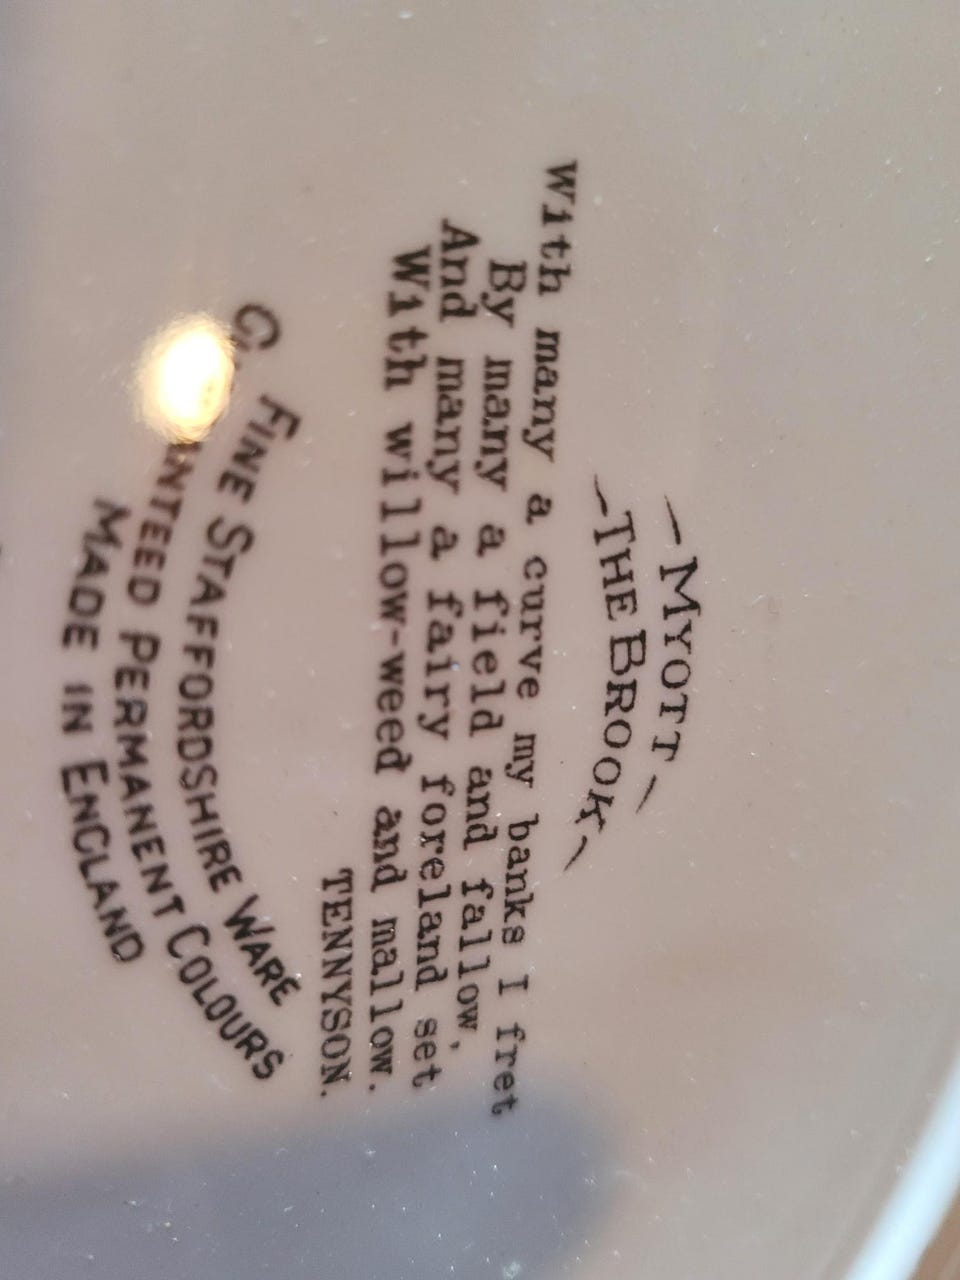 — MYOTT —
— THE BROOK —
With many a curve my banks I fret
By many a field and fallow,
And many a fairy foreland set
With willow-weed and mallow.
TENNYSON.
FINE STAFFORDSHIRE WARE
PERMANENT COLOURS
MADE IN ENGLAND